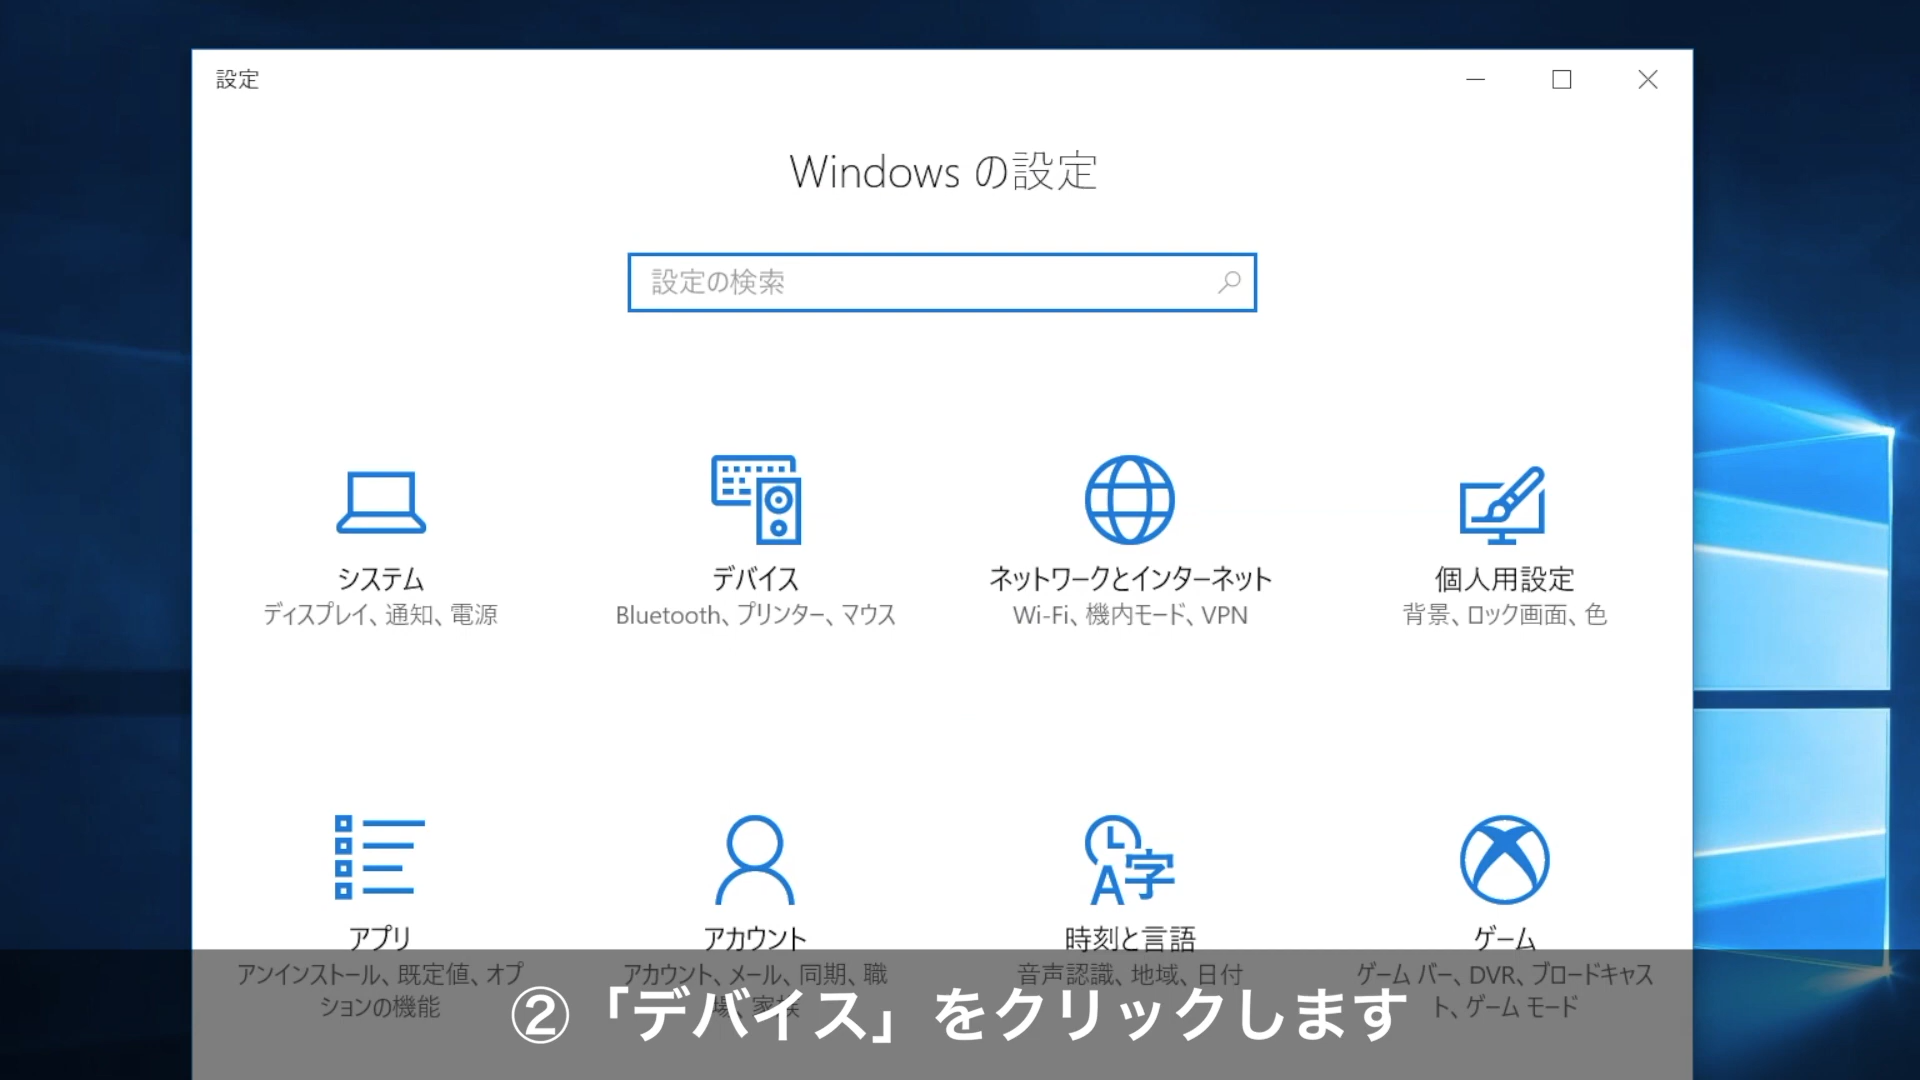 設定
Windows の設定
設定の検索
システム
ディスプレイ、通知、電源
デバイス
Bluetooth、プリンター、マウス
ネットワークとインターネット
Wi-Fi、機内モード、VPN
個人用設定
背景、ロック画面、色
アプリ
アンインストール、既定値、オプ
ションの機能
アカウント
アカウント、メール、同期、職
場、家族
時刻と言語
音声認識、地域、日付
ゲーム
ゲーム バー、DVR、ブロードキャス
ト、ゲーム モード
②「デバイス」をクリックします